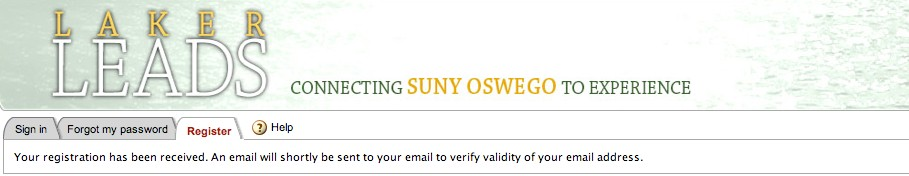 LAKER
LEADS
CONNECTING SUNY OSWEGO TO EXPERIENCE
Sign in
Forgot my password
Register
? Help
Your registration has been received. An email will shortly be sent to your email to verify validity of your email address.